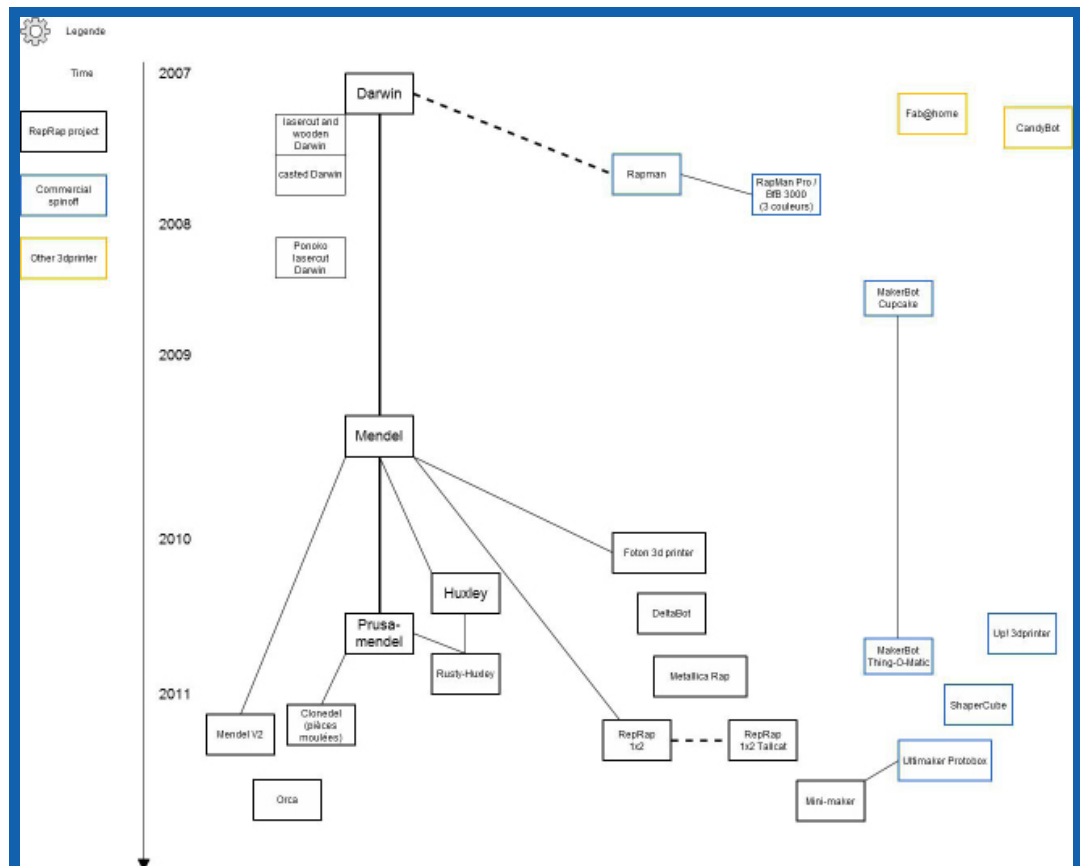 Legende
Time
2007
Darwin
lasercut and
wooden
Darwin
casted Darwin
Fab@home
CandyBot
RepRap project
Rapman
RapMan Pro /
BfB 3000
(3 couleurs)
Commercial
spinoff
2008
Other 3dprinter
Ponoko
lasercut
Darwin
MakerBot
Cupcake
2009
Mendel
2010
Foton 3d printer
Huxley
DeltaBot
Prusa-
mendel
Up! 3dprinter
MakerBot
Thing-O-Matic
Rusty-Huxley
Metallica Rap
2011
ShaperCube
Mendel V2
Clonedel
(pièces
moulées)
RepRap
1x2
RepRap
1x2 Tailcat
Ultimaker Protobox
Orca
Mini-maker